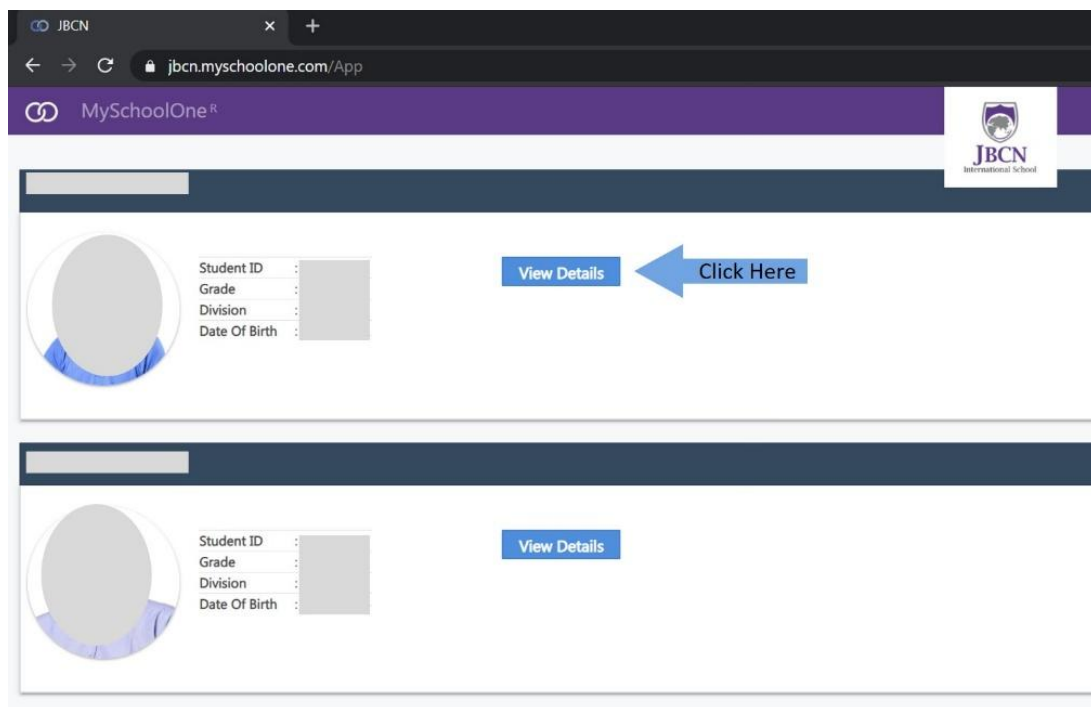 JBCN
jbcn.myschoolone.com/App
MySchoolOne R
JBCN
International School
Student ID :
Grade :
Division :
Date Of Birth :
View Details
Click Here
Student ID :
Grade :
Division :
Date Of Birth :
View Details